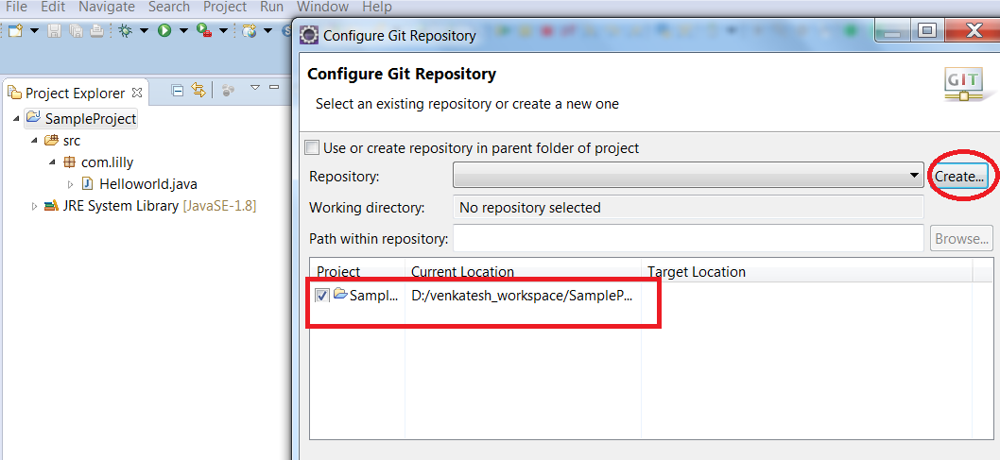 File Edit Navigate Search Project Run Window Help
Configure Git Repository
Project Explorer
Configure Git Repository
Select an existing repository or create a new one
GIT
SampleProject
src
com.lilly
Helloworld.java
JRE System Library [JavaSE-1.8]
Use or create repository in parent folder of project
Repository:
Create...
Working directory: No repository selected
Path within repository:
Browse...
Project Current Location Target Location
Sampl... D:/venkatesh_workspace/SampleP...